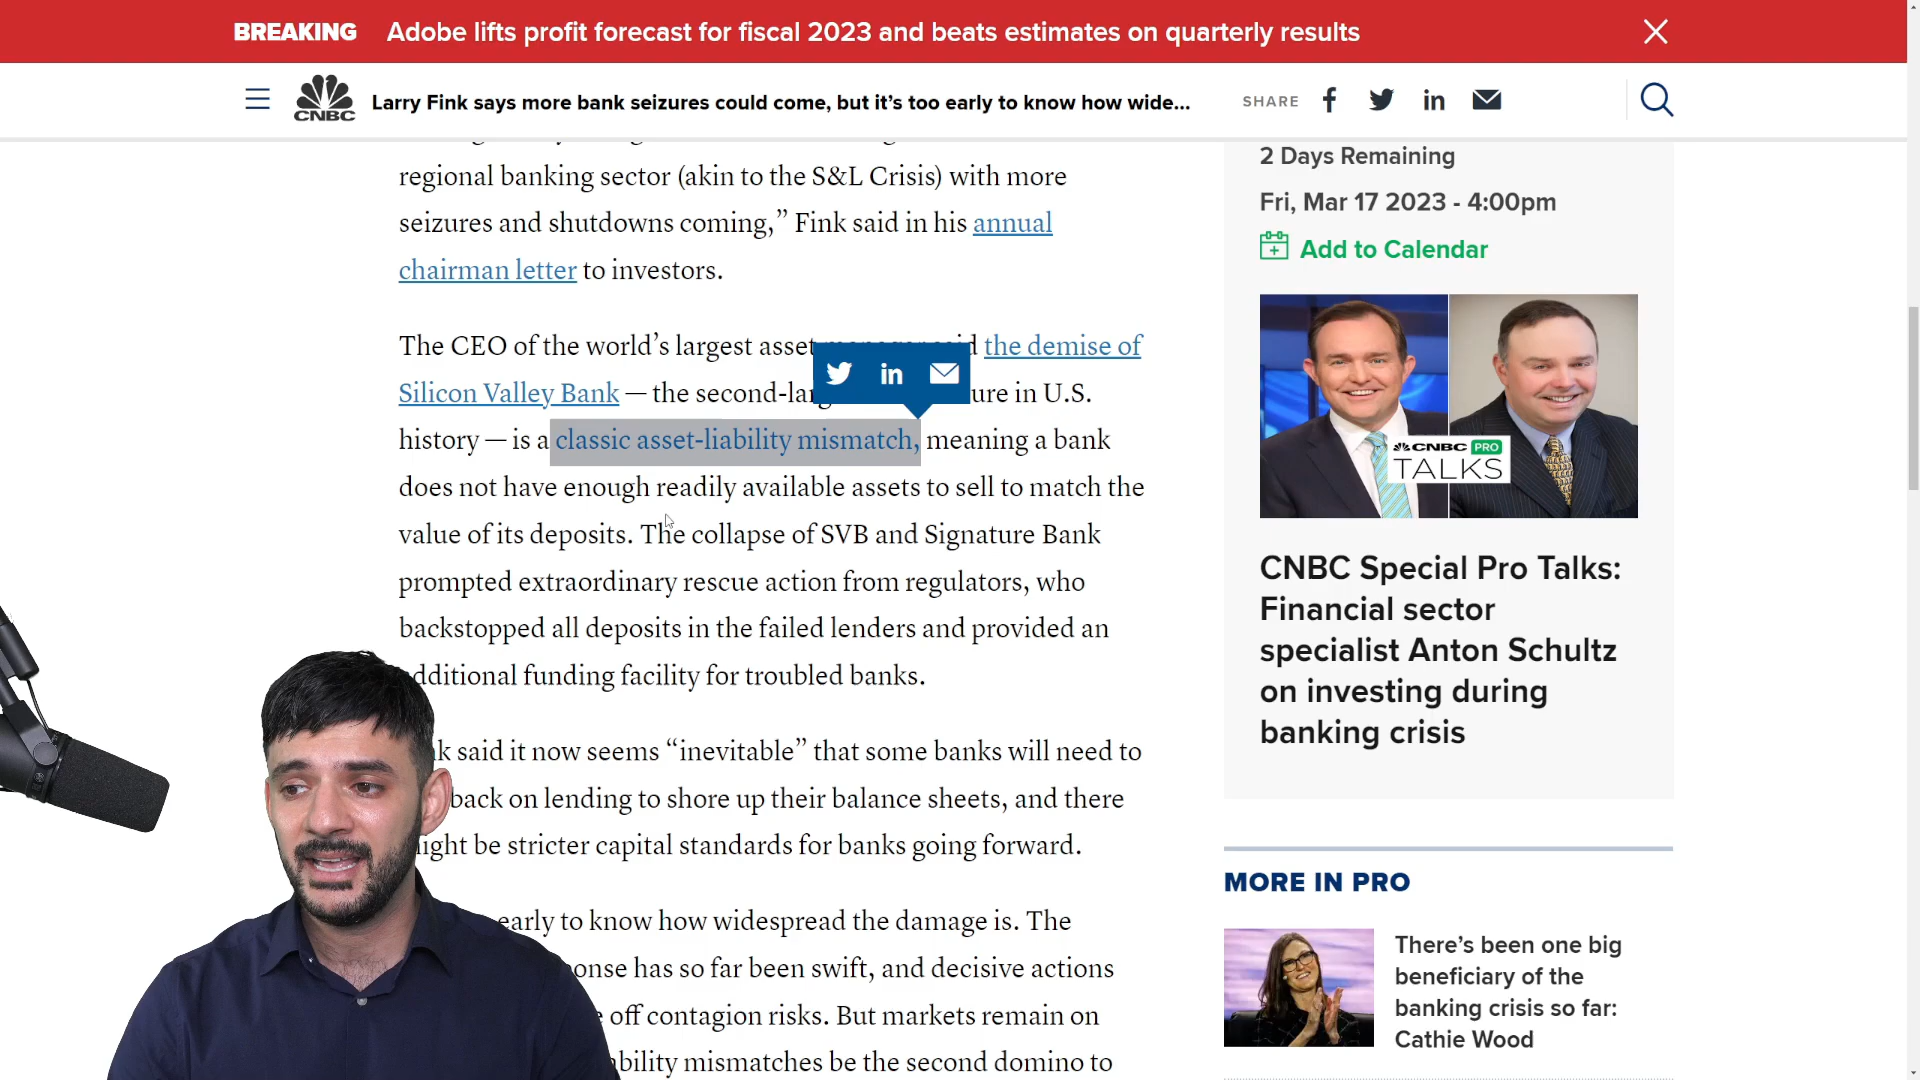 BREAKING Adobe lifts profit forecast for fiscal 2023 and beats estimates on quarterly results
CNBC
Larry Fink says more bank seizures could come, but it’s too early to know how wide...
SHARE
regional banking sector (akin to the S&L Crisis) with more
seizures and shutdowns coming,” Fink said in his annual
chairman letter to investors.
The CEO of the world’s largest asset the demise of
Silicon Valley Bank — the in U.S.
history — is a classic asset-liability mismatch, meaning a bank
does not have enough readily available assets to sell to match the
value of its deposits. The collapse of SVB and Signature Bank
prompted extraordinary rescue action from regulators, who
backstopped all deposits in the failed lenders and provided an
additional funding facility for troubled banks.
said it now seems “inevitable” that some banks will need to
back on lending to shore up their balance sheets, and there
might be stricter capital standards for banks going forward.
early to know how widespread the damage is. The
has so far been swift, and decisive actions
off contagion risks. But markets remain on
mismatches be the second domino to
2 Days Remaining
Fri, Mar 17 2023 - 4:00pm
Add to Calendar
CNBC PRO
TALKS
CNBC Special Pro Talks:
Financial sector
specialist Anton Schultz
on investing during
banking crisis
MORE IN PRO
There’s been one big
beneficiary of the
banking crisis so far:
Cathie Wood